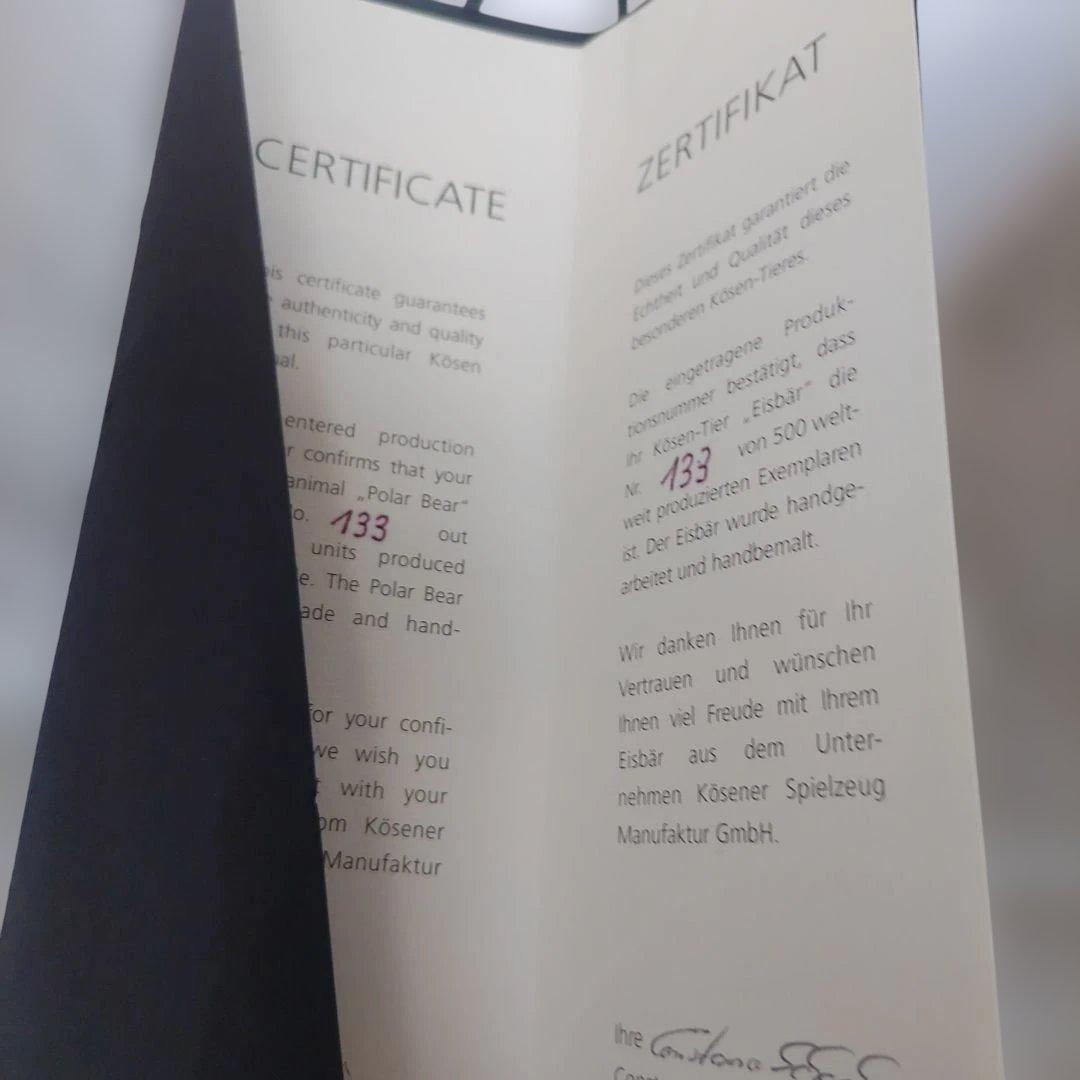 CERTIFICATE
certificate guarantees
authenticity and quality
this particular Kösen
entered production
confirms that your
animal „Polar Bear“
133 out
units produced
The Polar Bear
and hand-
for your confi-
we wish you
with your
Kösener
Manufaktur
ZERTIFIKAT
Dieses Zertifikat garantiert die
Echtheit und Qualität dieses
besonderen Kösen-Tieres.
Die eingetragene Produk-
tionsnummer bestätigt, dass
Ihr Kösen-Tier „Eisbär“ die
Nr. 133 von 500 welt-
weit produzierten Exemplaren
ist. Der Eisbär wurde handge-
arbeitet und handbemalt.
Wir danken Ihnen für Ihr
Vertrauen und wünschen
Ihnen viel Freude mit Ihrem
Eisbär aus dem Unter-
nehmen Kösener Spielzeug
Manufaktur GmbH.
Ihre